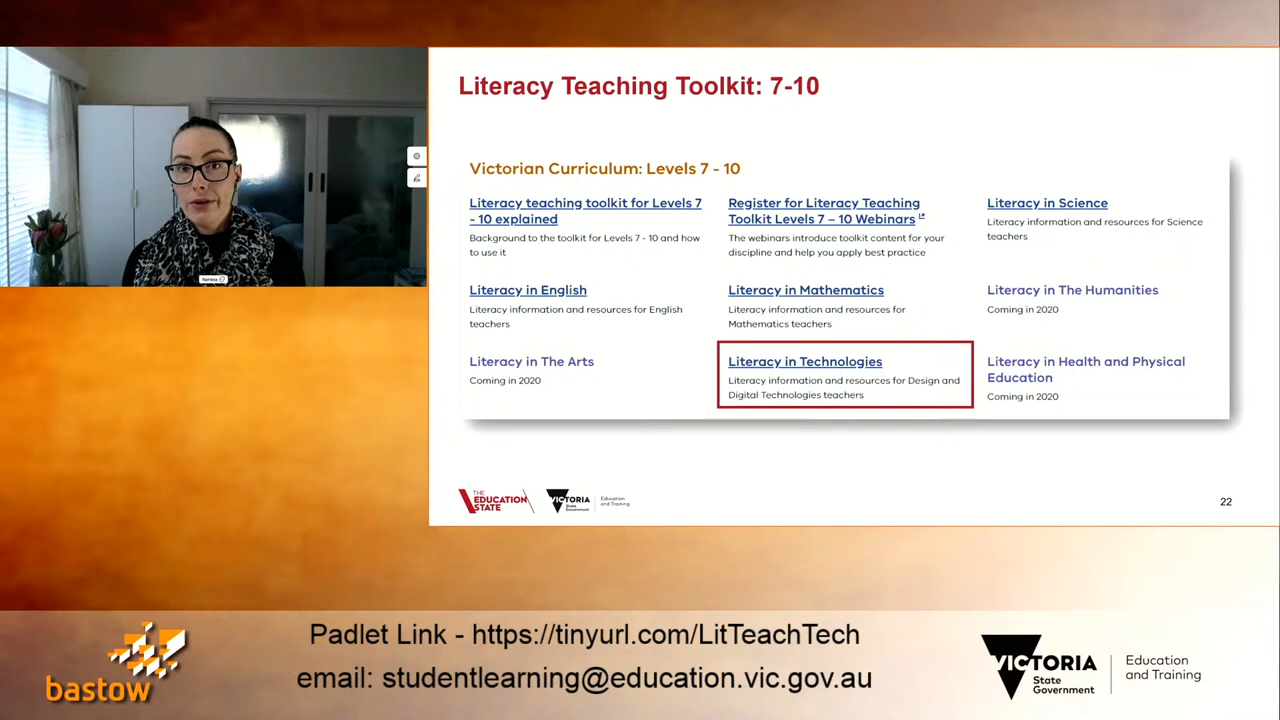 Literacy Teaching Toolkit: 7-10
Victorian Curriculum: Levels 7 - 10
Literacy teaching toolkit for Levels 7
- 10 explained
Background to the toolkit for Levels 7 - 10 and how
to use it
Register for Literacy Teaching
Toolkit Levels 7 – 10 Webinars
The webinars introduce toolkit content for your
discipline and help you apply best practice
Literacy in Science
Literacy information and resources for Science
teachers
Literacy in English
Literacy information and resources for English
teachers
Literacy in Mathematics
Literacy information and resources for
Mathematics teachers
Literacy in The Humanities
Coming in 2020
Literacy in The Arts
Coming in 2020
Literacy in Technologies
Literacy information and resources for Design and
Digital Technologies teachers
Literacy in Health and Physical
Education
Coming in 2020
Nerissa
THE
EDUCATION
STATE
VICTORIA
State
Government
Education
and Training
22
bastow
Padlet Link - https://tinyurl.com/LitTeachTech
email: studentlearning@education.vic.gov.au
VICTORIA
State
Government
Education
and Training